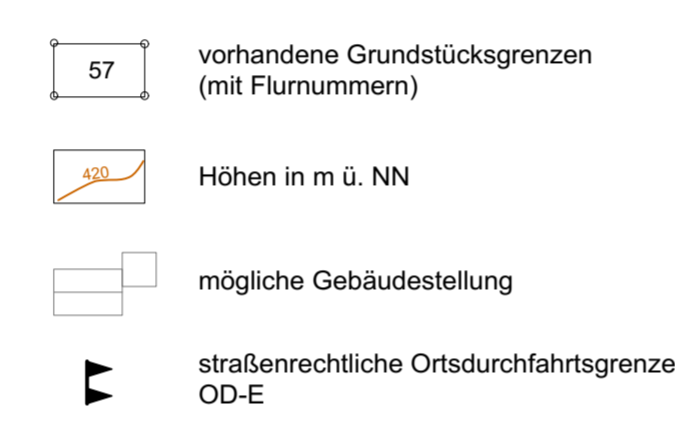 57
vorhandene Grundstücksgrenzen
(mit Flurnummern)
420
Höhen in m ü. NN
mögliche Gebäudestellung
straßenrechtliche Ortsdurchfahrtsgrenze
OD-E